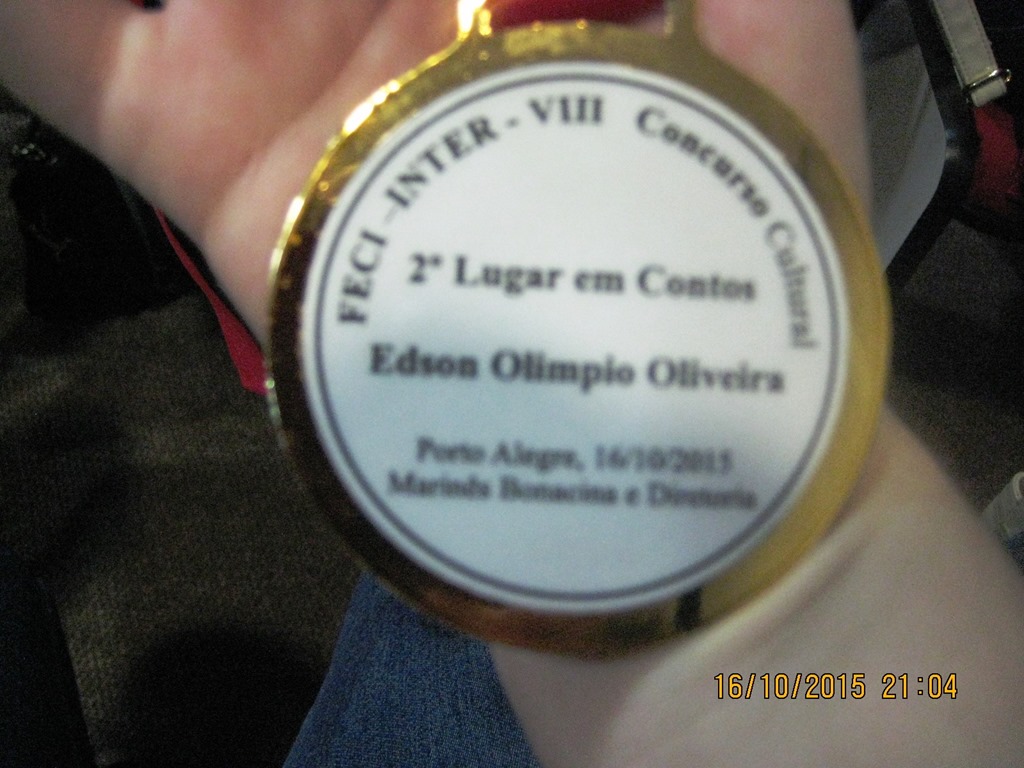 FECI – INTER - VIII Concurso Cultural
2º Lugar em Contos
Edson Olimpio Oliveira
Porto Alegre, 16/10/2015
Marinês Bonacina e Diretoria
16/10/2015 21:04